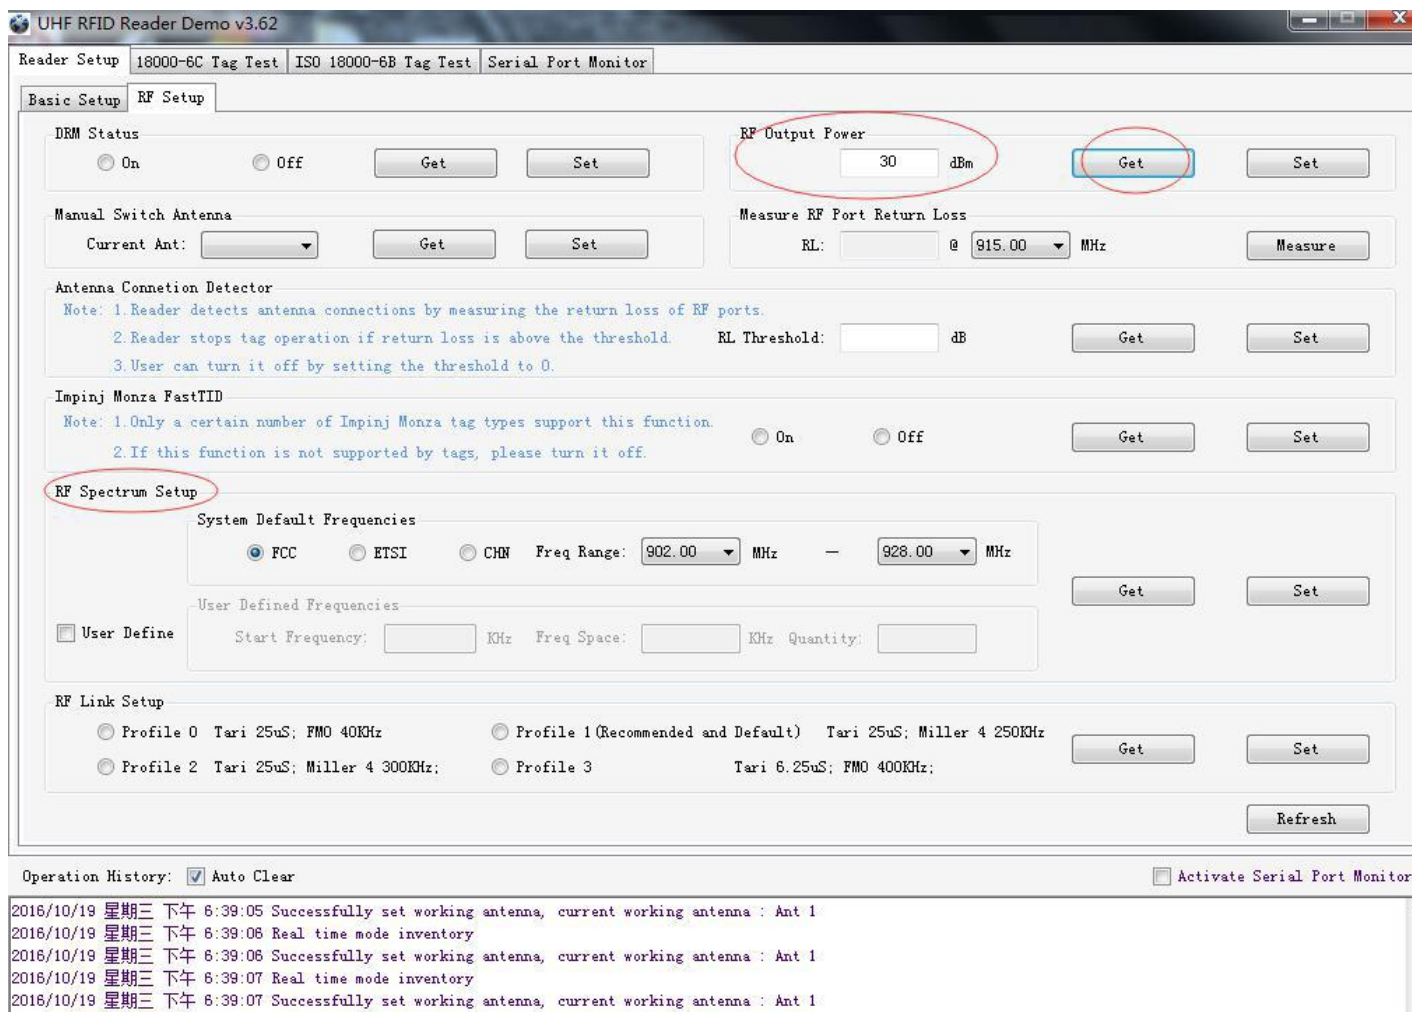 UHF RFID Reader Demo v3.62
Reader Setup 18000-6C Tag Test ISO 18000-6B Tag Test Serial Port Monitor
Basic Setup RF Setup
DRM Status
On Off Get Set
RF Output Power
30 dBm Get Set
Manual Switch Antenna
Current Ant: Get Set
Measure RF Port Return Loss
RL: @ 915.00 MHz Measure
Antenna Connetion Detector
Note: 1.Reader detects antenna connections by measuring the return loss of RF ports.
2.Reader stops tag operation if return loss is above the threshold.
3.User can turn it off by setting the threshold to 0.
RL Threshold: dB Get Set
Impinj Monza FastTID
Note: 1.Only a certain number of Impinj Monza tag types support this function.
2.If this function is not supported by tags, please turn it off.
On Off Get Set
RF Spectrum Setup
System Default Frequencies
FCC ETSI CHN Freq Range: 902.00 MHz — 928.00 MHz
Get Set
User Defined Frequencies
User Define Start Frequency: KHz Freq Space: KHz Quantity:
RF Link Setup
Profile 0 Tari 25uS; FM0 40KHz Profile 1(Recommended and Default) Tari 25uS; Miller 4 250KHz
Profile 2 Tari 25uS; Miller 4 300KHz; Profile 3 Tari 6.25uS; FM0 400KHz;
Get Set
Refresh
Operation History: Auto Clear Activate Serial Port Monitor
2016/10/19 星期三 下午 6:39:05 Successfully set working antenna, current working antenna : Ant 1
2016/10/19 星期三 下午 6:39:06 Real time mode inventory
2016/10/19 星期三 下午 6:39:06 Successfully set working antenna, current working antenna : Ant 1
2016/10/19 星期三 下午 6:39:07 Real time mode inventory
2016/10/19 星期三 下午 6:39:07 Successfully set working antenna, current working antenna : Ant 1